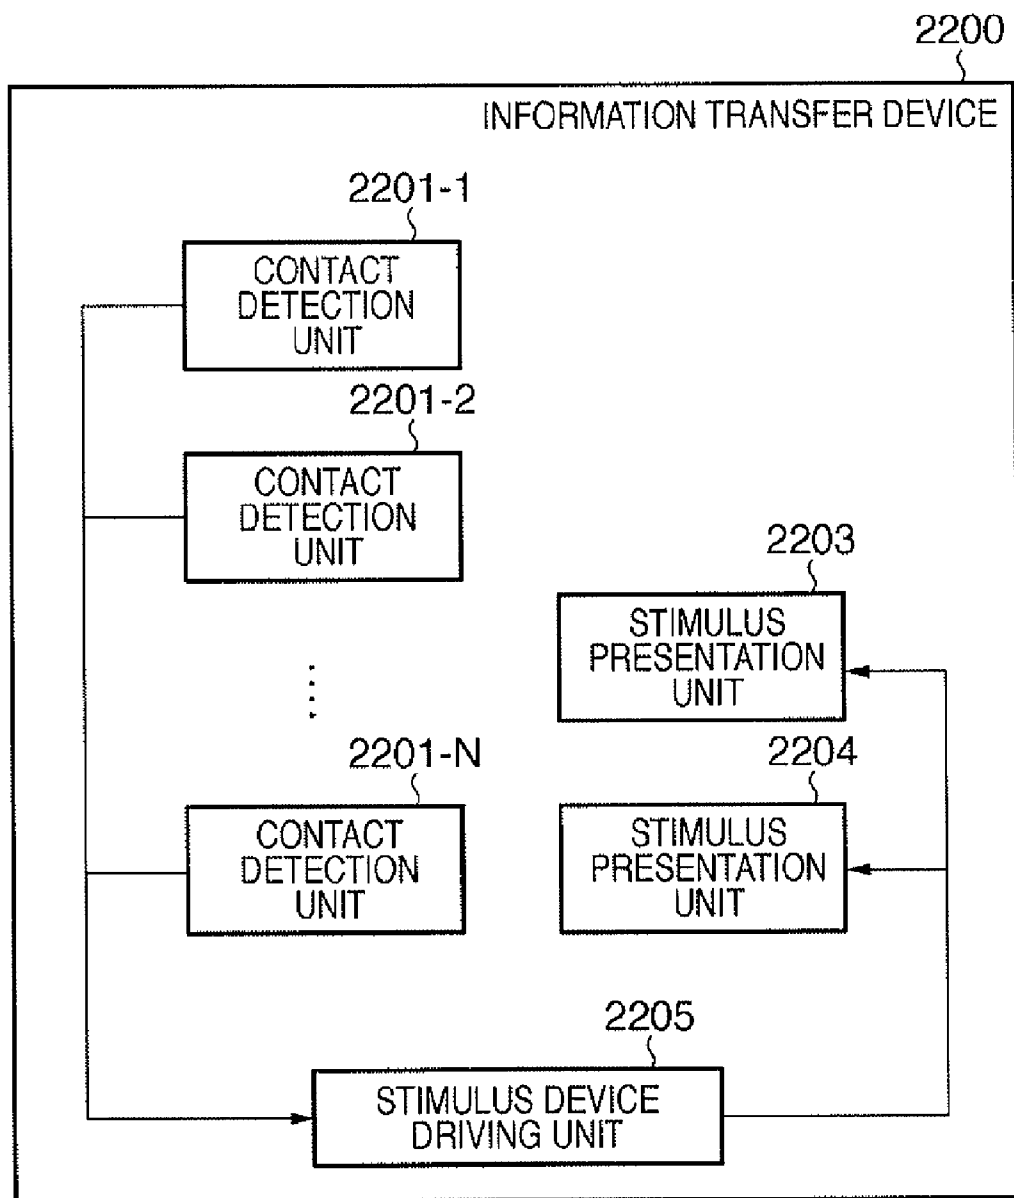 2200
INFORMATION TRANSFER DEVICE
2201-1
CONTACT
DETECTION
UNIT
2201-2
CONTACT
DETECTION
UNIT
2203
STIMULUS
PRESENTATION
UNIT
2201-N
CONTACT
DETECTION
UNIT
2204
STIMULUS
PRESENTATION
UNIT
2205
STIMULUS DEVICE
DRIVING UNIT